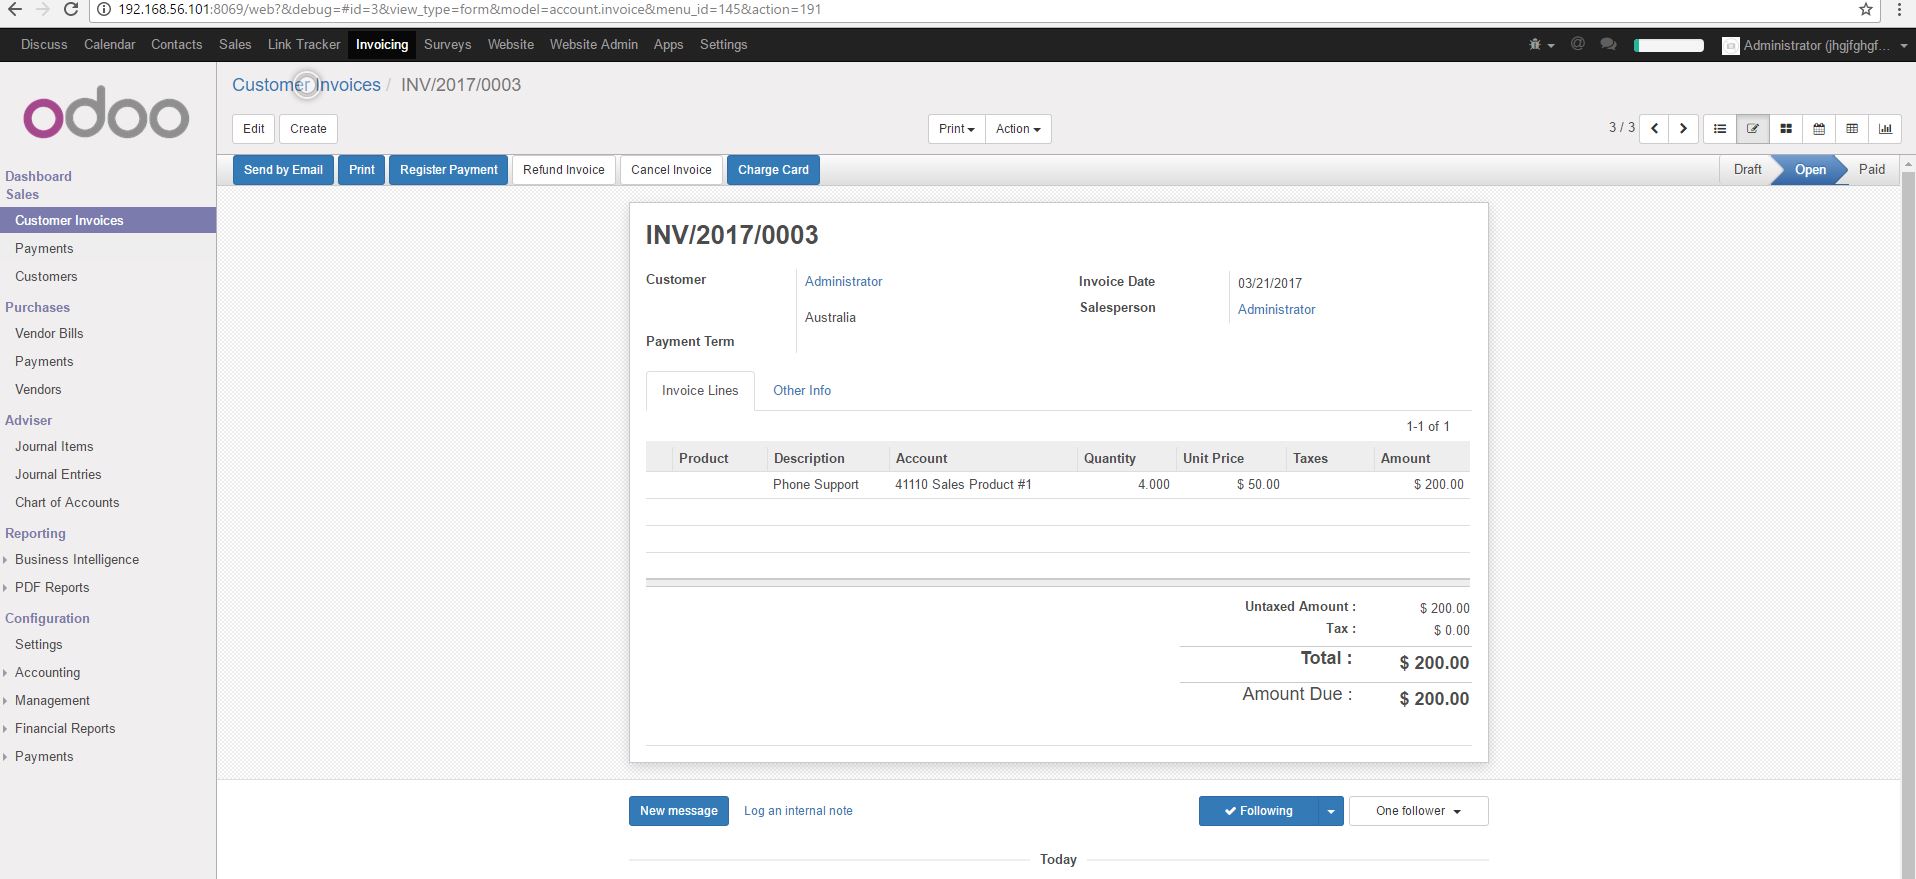 192.168.56.101:8069/web?&debug=#id=3&view_type=form&model=account.invoice&menu_id=145&action=191
Discuss Calendar Contacts Sales Link Tracker Invoicing Surveys Website Website Admin Apps Settings @ Administrator (jhgjfghgf...
odoo
Customer Invoices / INV/2017/0003
Edit Create Print Action 3 / 3
Send by Email Print Register Payment Refund Invoice Cancel Invoice Charge Card Draft Open Paid
Dashboard
Sales
Customer Invoices
Payments
Customers
Purchases
Vendor Bills
Payments
Vendors
Adviser
Journal Items
Journal Entries
Chart of Accounts
Reporting
Business Intelligence
PDF Reports
Configuration
Settings
Accounting
Management
Financial Reports
Payments
INV/2017/0003
Customer Administrator Invoice Date 03/21/2017
Australia Salesperson Administrator
Payment Term
Invoice Lines Other Info
1-1 of 1
Product Description Account Quantity Unit Price Taxes Amount
Phone Support 41110 Sales Product #1 4.000 $ 50.00 $ 200.00
Untaxed Amount : $ 200.00
Tax : $ 0.00
Total : $ 200.00
Amount Due : $ 200.00
New message Log an internal note Following One follower
Today